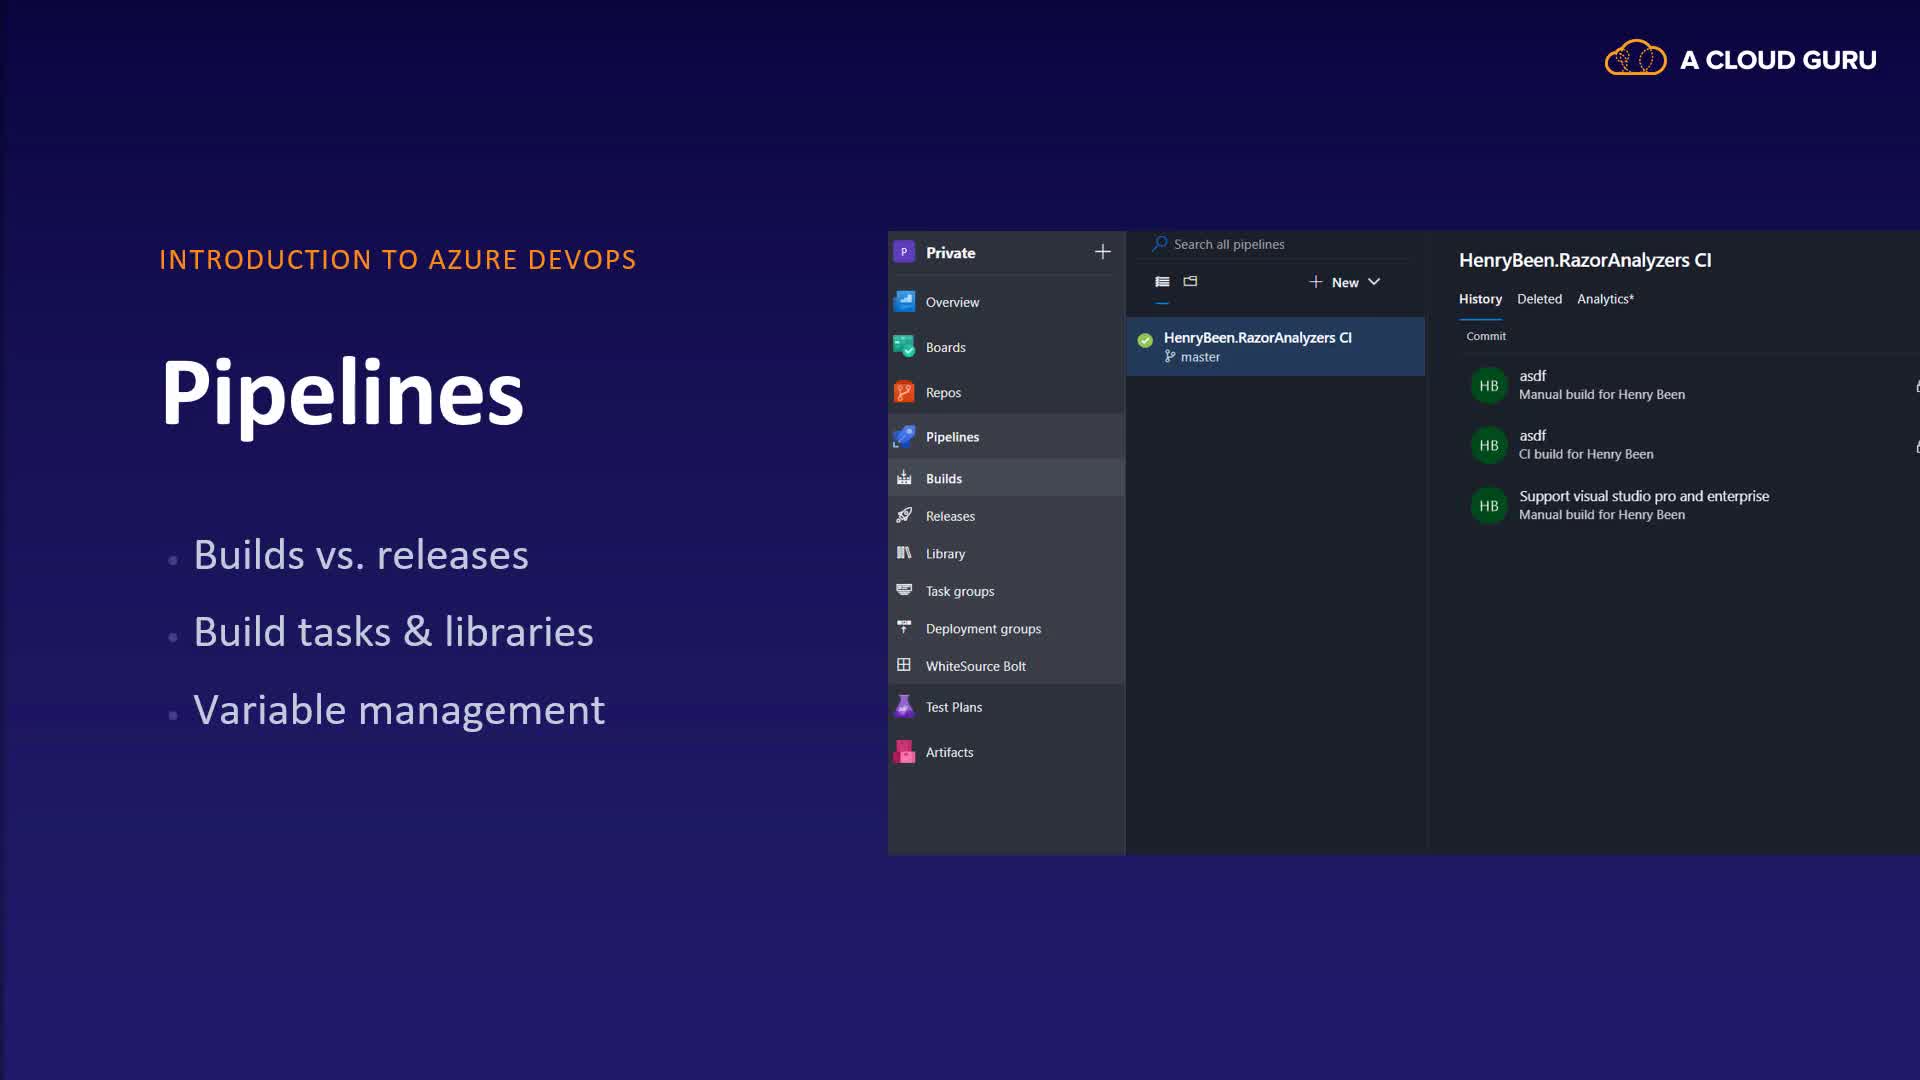 A CLOUD GURU
INTRODUCTION TO AZURE DEVOPS
Pipelines
Builds vs. releases
Build tasks & libraries
Variable management
P Private
Overview
Boards
Repos
Pipelines
Builds
Releases
Library
Task groups
Deployment groups
WhiteSource Bolt
Test Plans
Artifacts
Search all pipelines
New
HenryBeen.RazorAnalyzers CI
master
HenryBeen.RazorAnalyzers CI
History Deleted Analytics*
Commit
HB
asdf
Manual build for Henry Been
HB
asdf
CI build for Henry Been
HB
Support visual studio pro and enterprise
Manual build for Henry Been